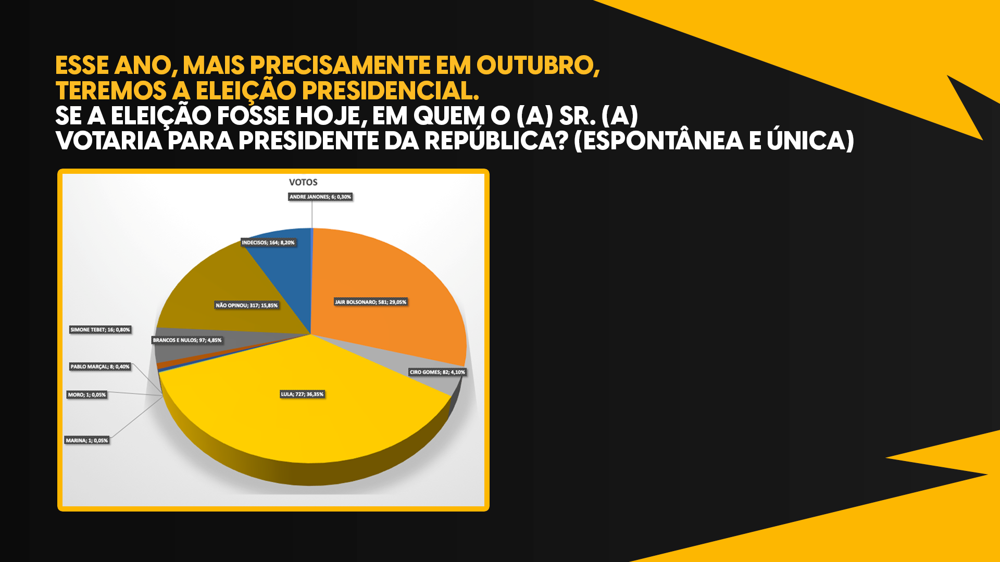 ESSE ANO, MAIS PRECISAMENTE EM OUTUBRO,
TEREMOS A ELEIÇÃO PRESIDENCIAL.
SE A ELEIÇÃO FOSSE HOJE, EM QUEM O (A) SR. (A)
VOTARIA PARA PRESIDENTE DA REPÚBLICA? (ESPONTÂNEA E ÚNICA)
VOTOS
ANDRE JANONES; 6; 0,30%
INDECISOS; 164; 8,20%
JAIR BOLSONARO; 581; 29,05%
NÃO OPINOU; 317; 15,85%
SIMONE TEBET; 16; 0,80%
BRANCOS E NULOS; 97; 4,85%
PABLO MARÇAL; 8; 0,40%
CIRO GOMES; 82; 4,10%
MORO; 1; 0,05%
LULA; 727; 36,35%
MARINA; 1; 0,05%